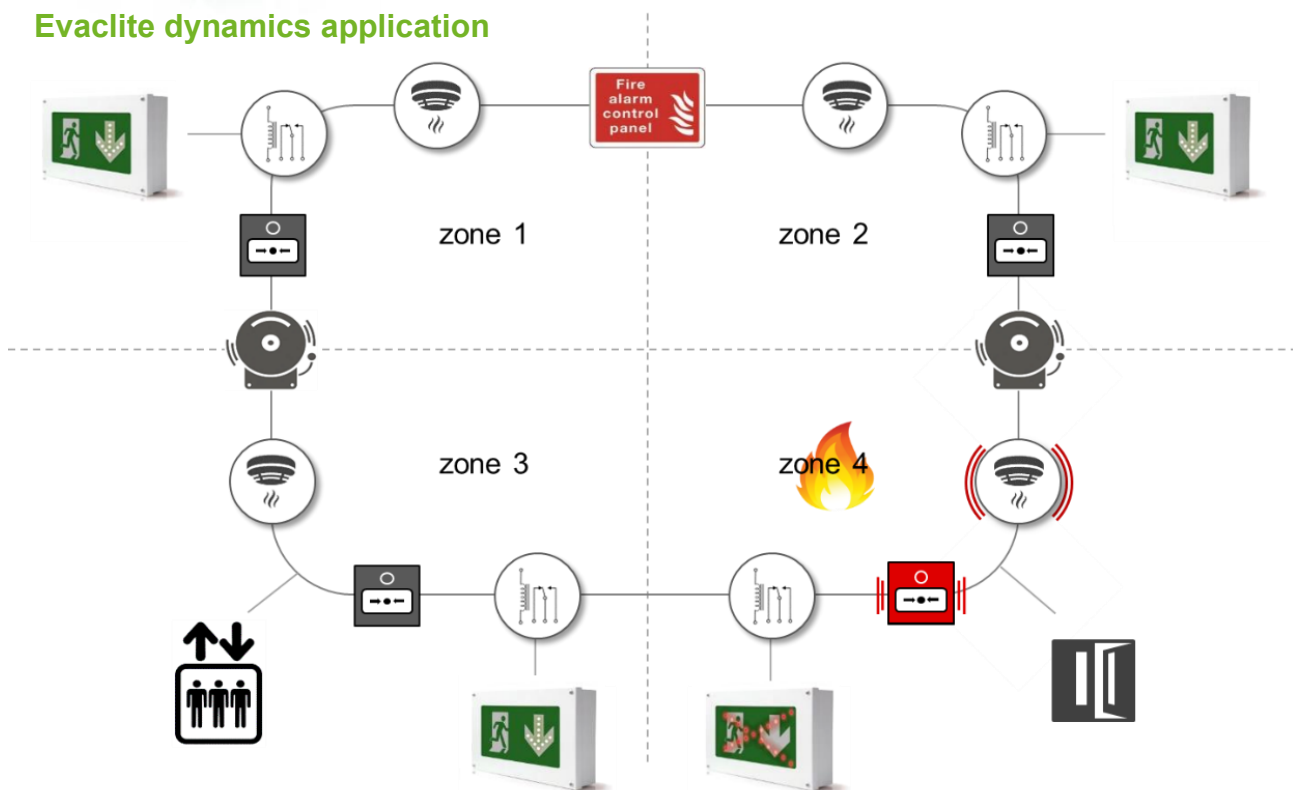 Evaclite dynamics application
Fire
alarm
control
panel
zone 1
zone 2
zone 3
zone 4